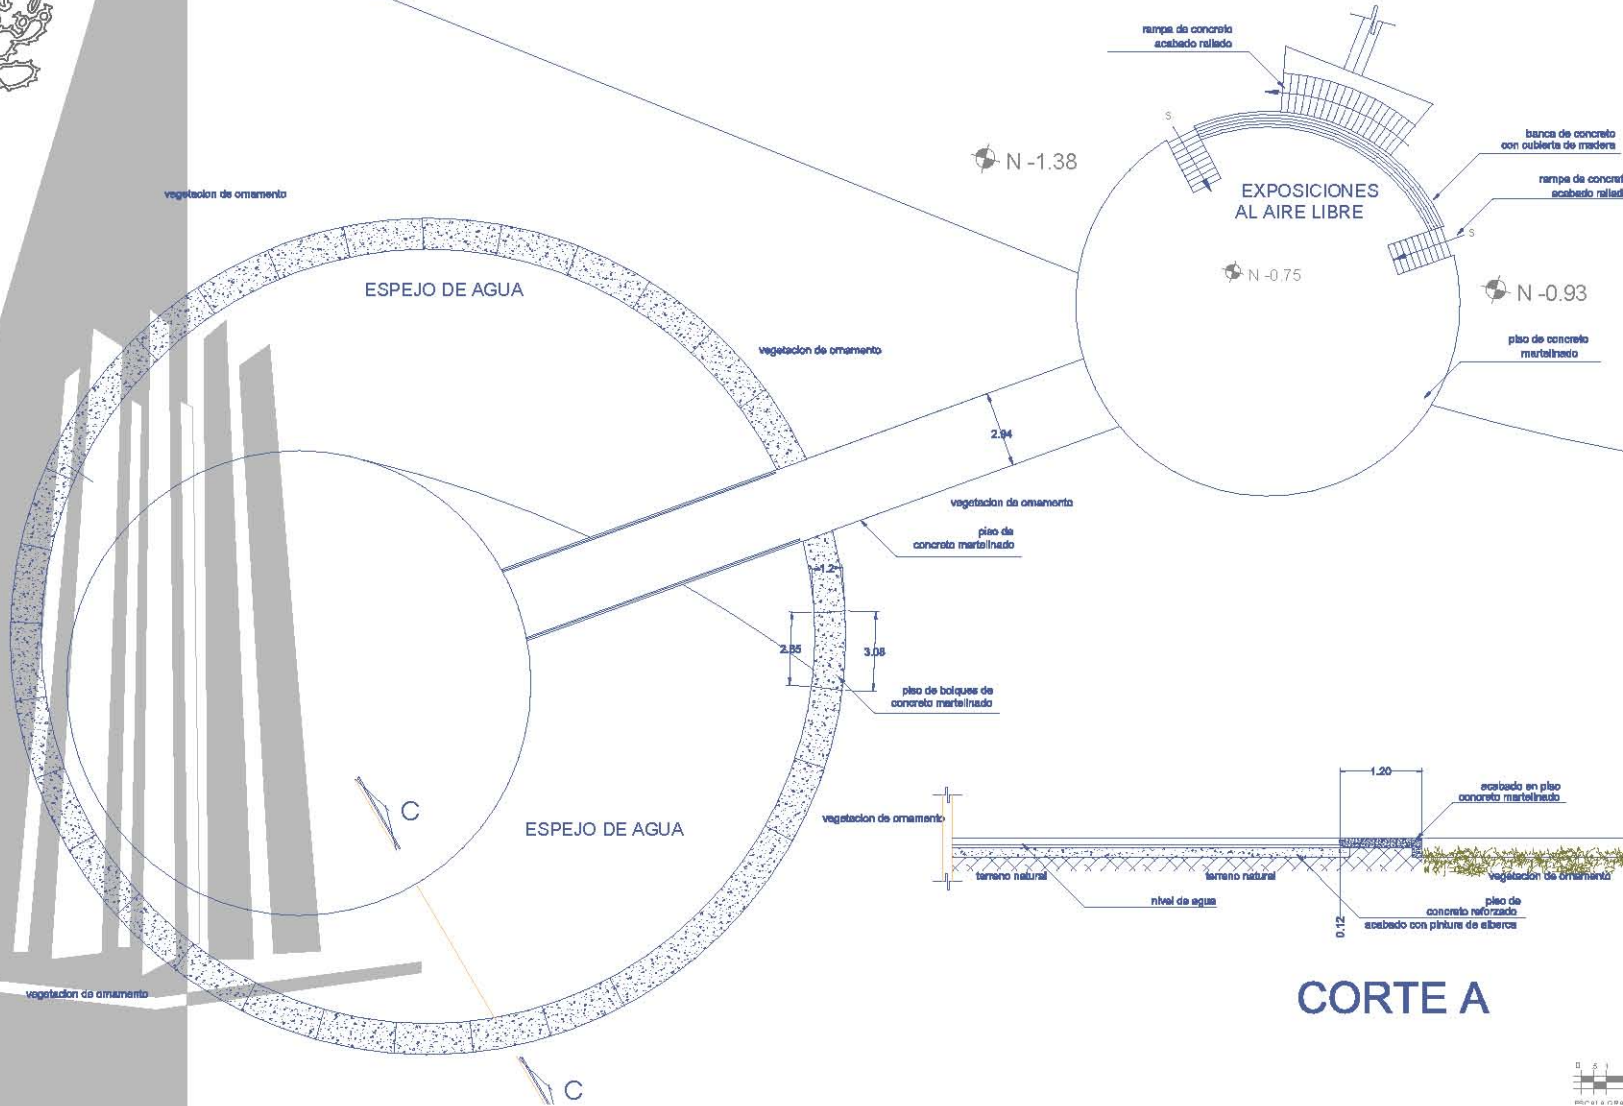 rampa de concreto
acabado rallado
S
N -1.38
banca de concreto
con cubierta de madera
EXPOSICIONES
AL AIRE LIBRE
rampa de concret
acabado rallad
S
vegetacion de ornamento
N -0.75
N -0.93
ESPEJO DE AGUA
piso de concreto
martelinado
vegetacion de ornamento
2.94
vegetacion de ornamento
piso de
concreto martelinado
1.2
3.08
piso de bolques de
concreto martelinado
C
ESPEJO DE AGUA
1.20
acabado en piso
concreto martelinado
vegetacion de ornamento
terreno natural
terreno natural
vegetacion de ornamento
nivel de agua
piso de
concreto reforzado
acabado con pintura de alberca
0.12
vegetacion de ornamento
CORTE A
C